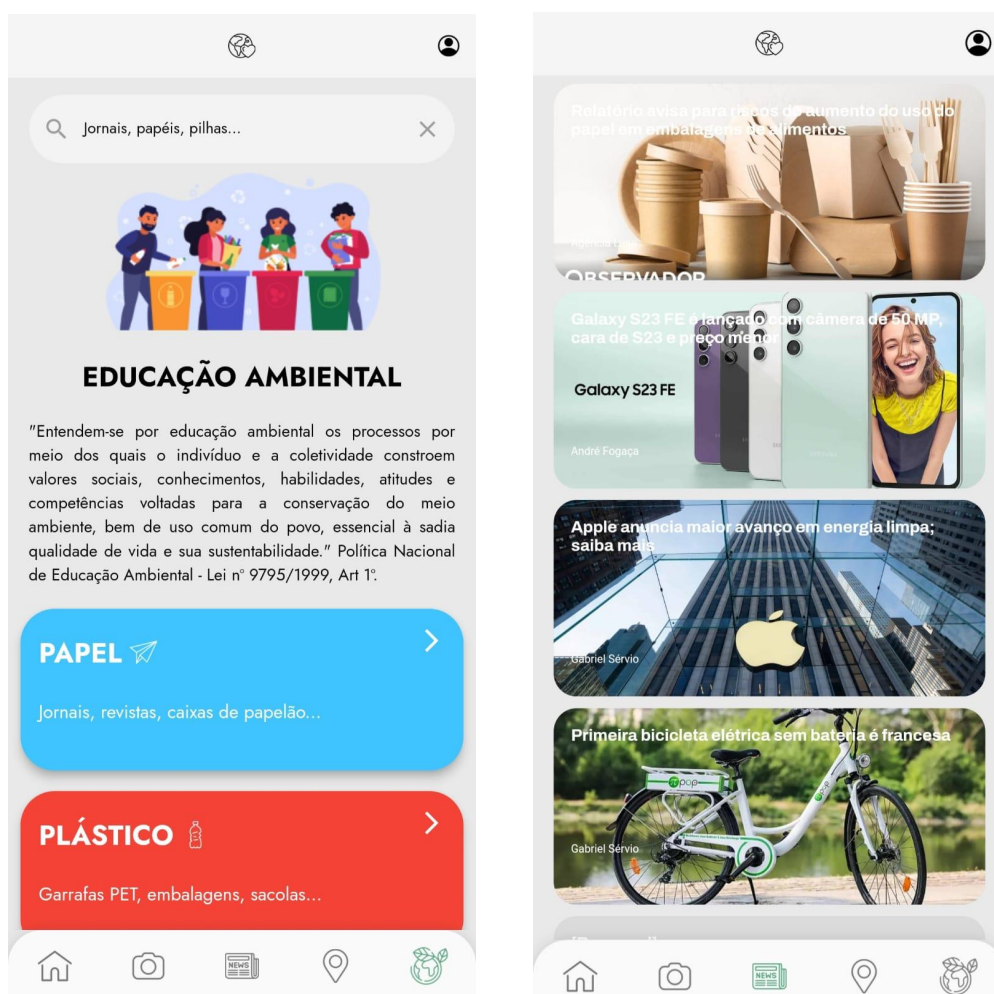 Jornais, papéis, pilhas...
EDUCAÇÃO AMBIENTAL
"Entendem-se por educação ambiental os processos por
meio dos quais o indivíduo e a coletividade constroem
valores sociais, conhecimentos, habilidades, atitudes e
competências voltadas para a conservação do meio
ambiente, bem de uso comum do povo, essencial à sadia
qualidade de vida e sua sustentabilidade." Política Nacional
de Educação Ambiental - Lei nº 9795/1999, Art 1º.
PAPEL
Jornais, revistas, caixas de papelão...
PLÁSTICO
Garrafas PET, embalagens, sacolas...
NEWS
Relatório avisa para riscos do aumento do uso do
papel em embalagens de alimentos
OBSERVADOR
Galaxy S23 FE é lançado com câmera de 50 MP,
cara de S23 e preço menor
Galaxy S23 FE
André Fogaça
Apple anuncia maior avanço em energia limpa;
saiba mais
Gabriel Sérvio
Primeira bicicleta elétrica sem bateria é francesa
pop
Gabriel Sérvio
NEWS